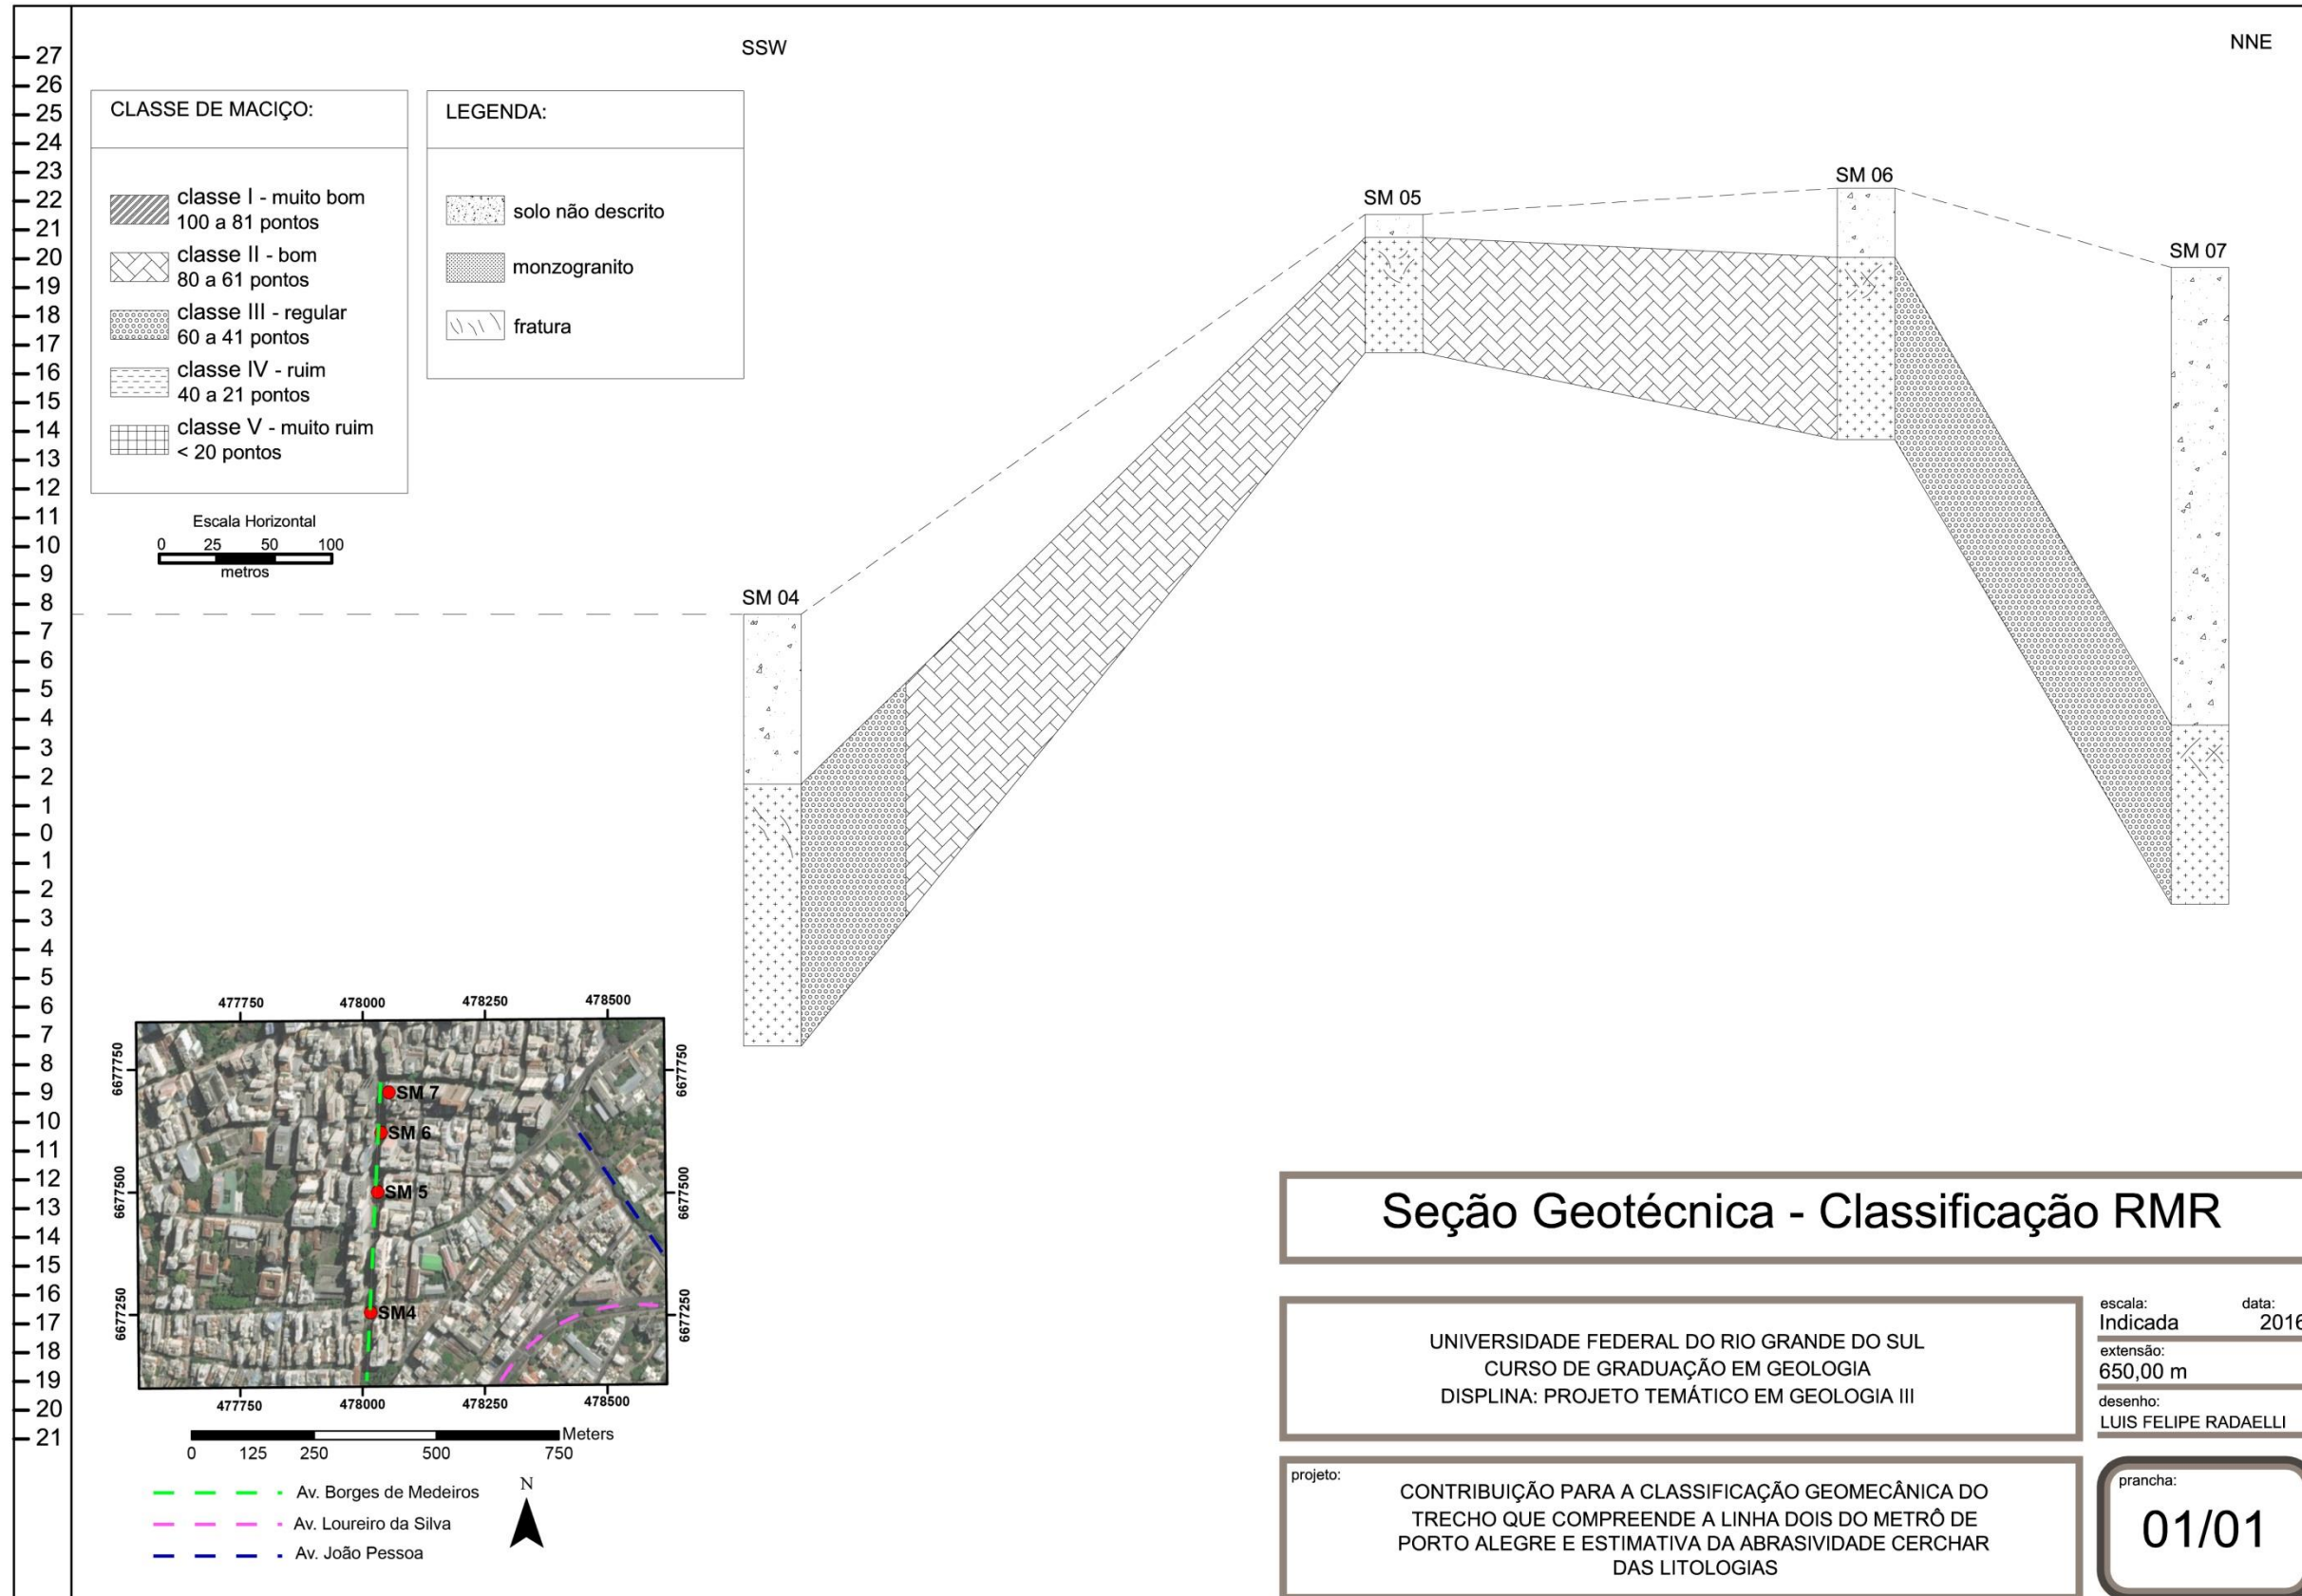 SSW
NNE
27
26
25
24
23
22
21
20
19
18
17
16
15
14
13
12
11
10
9
8
7
6
5
4
3
2
1
0
1
2
3
4
5
6
7
8
9
10
11
12
13
14
15
16
17
18
19
20
21
CLASSE DE MACIÇO:
classe I - muito bom
100 a 81 pontos
classe II - bom
80 a 61 pontos
classe III - regular
60 a 41 pontos
classe IV - ruim
40 a 21 pontos
classe V - muito ruim
< 20 pontos
LEGENDA:
solo não descrito
monzogranito
fratura
Escala Horizontal
0 25 50 100
metros
SM 04
SM 05
SM 06
SM 07
477750 478000 478250 478500
6677750 6677750
6677500 6677500
6677250 6677250
SM 7
SM 6
SM 5
SM4
477750 478000 478250 478500
Meters
0 125 250 500 750
N
Av. Borges de Medeiros
Av. Loureiro da Silva
Av. João Pessoa
Seção Geotécnica - Classificação RMR
UNIVERSIDADE FEDERAL DO RIO GRANDE DO SUL
CURSO DE GRADUAÇÃO EM GEOLOGIA
DISPLINA: PROJETO TEMÁTICO EM GEOLOGIA III
escala: data:
Indicada 2016
extensão:
650,00 m
desenho:
LUIS FELIPE RADAELLI
projeto:
CONTRIBUIÇÃO PARA A CLASSIFICAÇÃO GEOMECÂNICA DO
TRECHO QUE COMPREENDE A LINHA DOIS DO METRÔ DE
PORTO ALEGRE E ESTIMATIVA DA ABRASIVIDADE CERCHAR
DAS LITOLOGIAS
prancha:
01/01